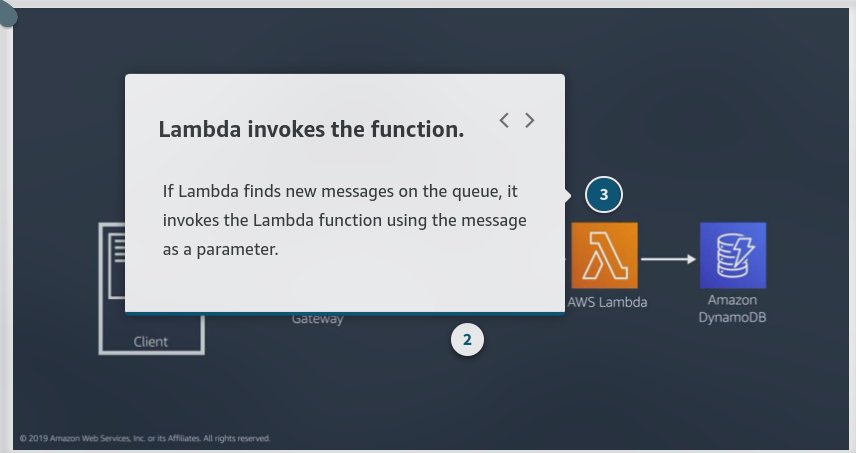 Lambda invokes the function.
If Lambda finds new messages on the queue, it
invokes the Lambda function using the message
as a parameter.
3
AWS Lambda
Amazon
DynamoDB
Gateway
2
Client
© 2019 Amazon Web Services, Inc. or its Affiliates. All rights reserved.